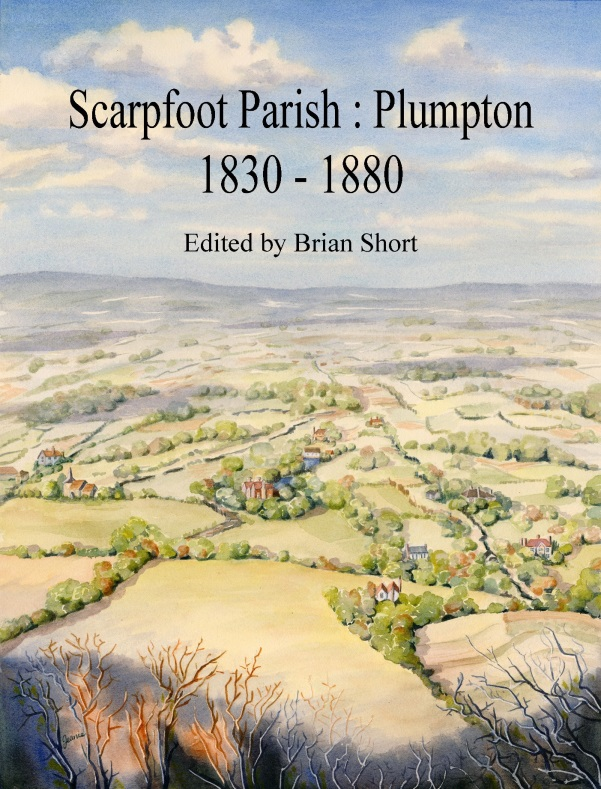 Scarpfoot Parish : Plumpton
1830 - 1880
Edited by Brian Short